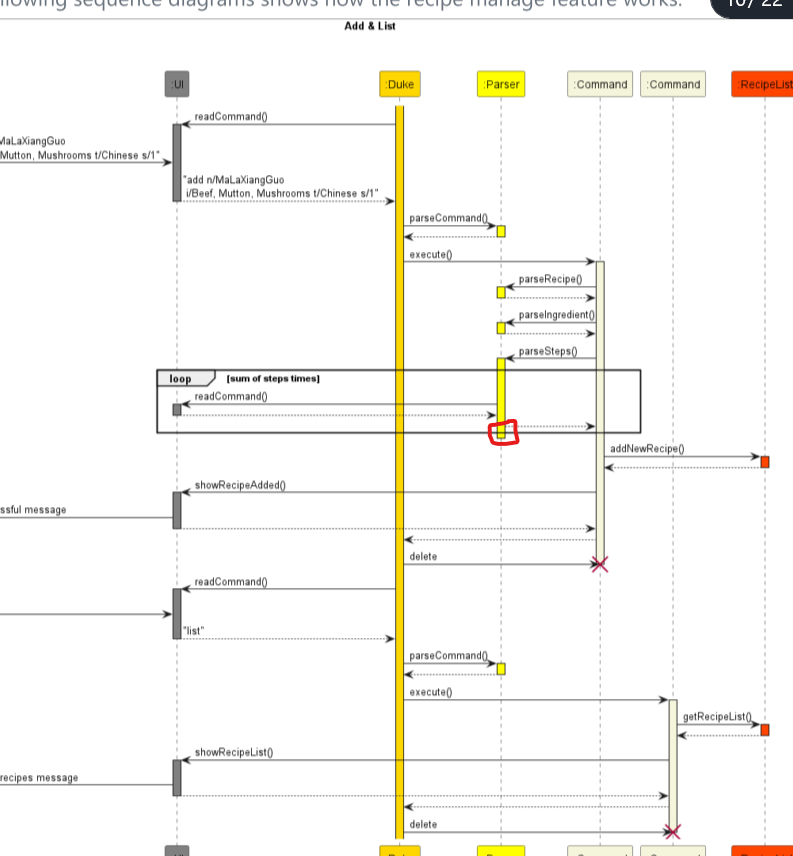 following sequence diagrams shows how the recipe manage feature works.
16/ 22
Add & List
:UI
:Duke
:Parser
:Command
:Command
:RecipeList
readCommand()
MaLaXiangGuo
Mutton, Mushrooms t/Chinese s/1"
"add n/MaLaXiangGuo
i/Beef, Mutton, Mushrooms t/Chinese s/1"
parseCommand()
execute()
parseRecipe()
parseIngredient()
parseSteps()
loop
[sum of steps times]
readCommand()
addNewRecipe()
showRecipeAdded()
ssful message
delete
readCommand()
"list"
parseCommand()
execute()
getRecipeList()
showRecipeList()
recipes message
delete